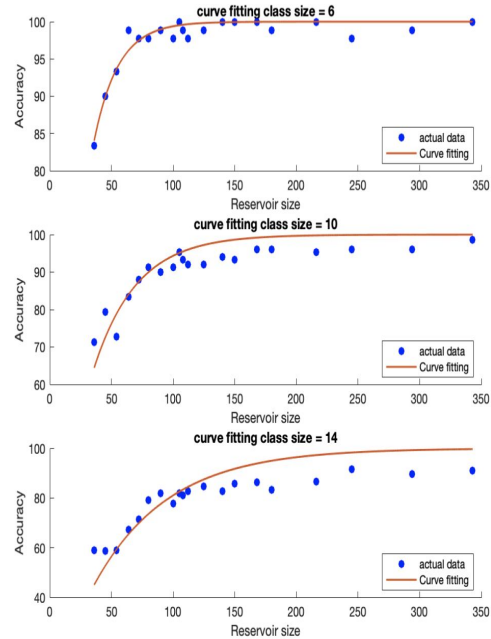 curve fitting class size = 6
100
95
90
85
80
Accuracy
0
50
100
150
200
250
300
350
Reservoir size
actual data
Curve fitting
curve fitting class size = 10
100
90
80
70
60
Accuracy
0
50
100
150
200
250
300
350
Reservoir size
actual data
Curve fitting
curve fitting class size = 14
100
80
60
40
Accuracy
0
50
100
150
200
250
300
350
Reservoir size
actual data
Curve fitting